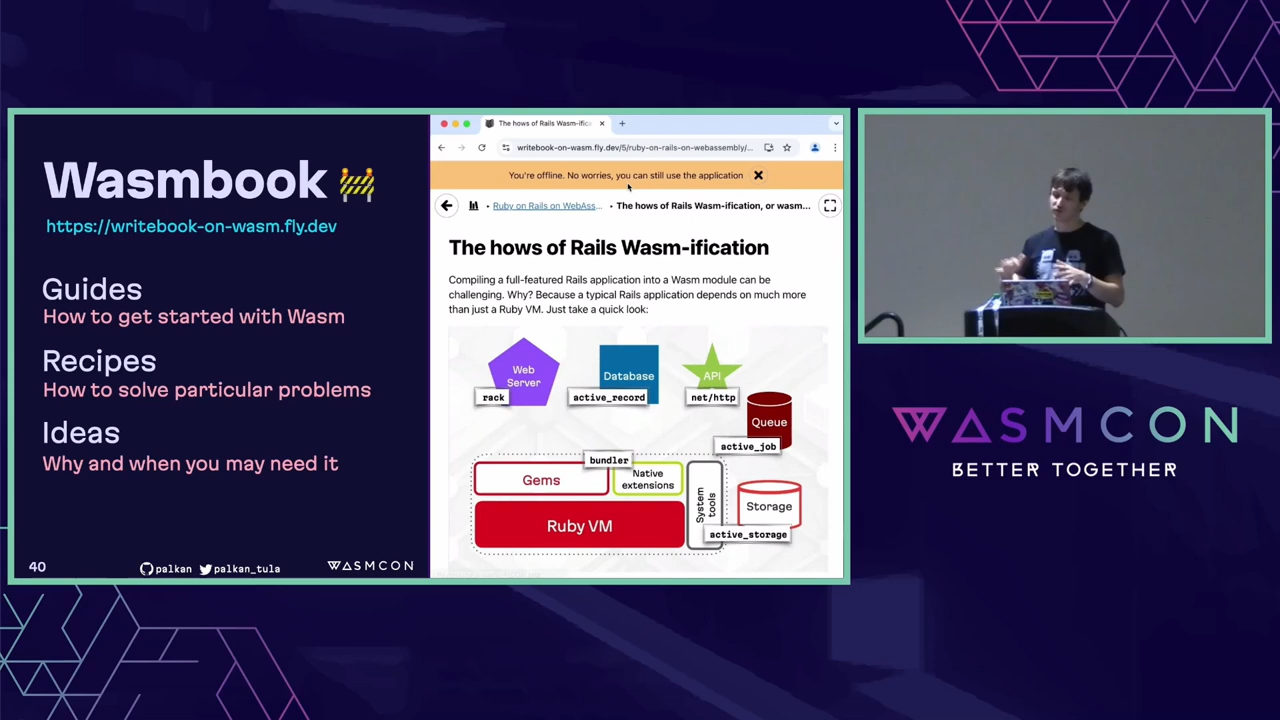 Wasmbook
https://writebook-on-wasm.fly.dev
Guides
How to get started with Wasm
Recipes
How to solve particular problems
Ideas
Why and when you may need it
40
palkan
palkan_tula
WASMCON
The hows of Rails Wasm-ific
writebook-on-wasm.fly.dev/5/ruby-on-rails-on-webassembly/...
You're offline. No worries, you can still use the application
Ruby on Rails on WebAss...
The hows of Rails Wasm-ification, or wasm...
The hows of Rails Wasm-ification
Compiling a full-featured Rails application into a Wasm module can be
challenging. Why? Because a typical Rails application depends on much more
than just a Ruby VM. Just take a quick look:
Web
Server
rack
Database
active_record
API
net/http
Queue
active_job
bundler
Gems
Native
extensions
System
tools
Ruby VM
Storage
active_storage
WASMCON
BETTER TOGETHER